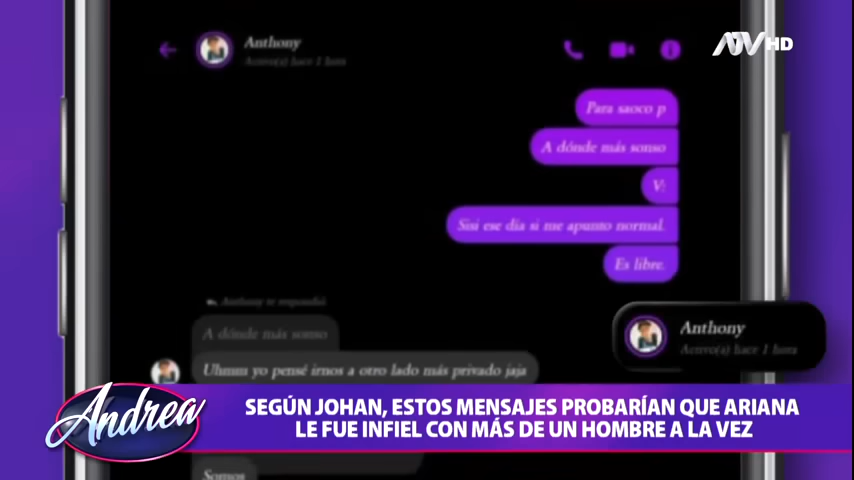 Anthony
Activo(a) hace 1 hora
ATV HD
Para saoco p
A dónde más sonso
V:
Sisi ese día si me apunto normal.
Es libre.
Anthony te respondió
A dónde más sonso
Uhmm yo pensé irnos a otro lado más privado jaja
Anthony
Activo(a) hace 1 hora
Andrea
SEGÚN JOHAN, ESTOS MENSAJES PROBARÍAN QUE ARIANA
LE FUE INFIEL CON MÁS DE UN HOMBRE A LA VEZ
Somos